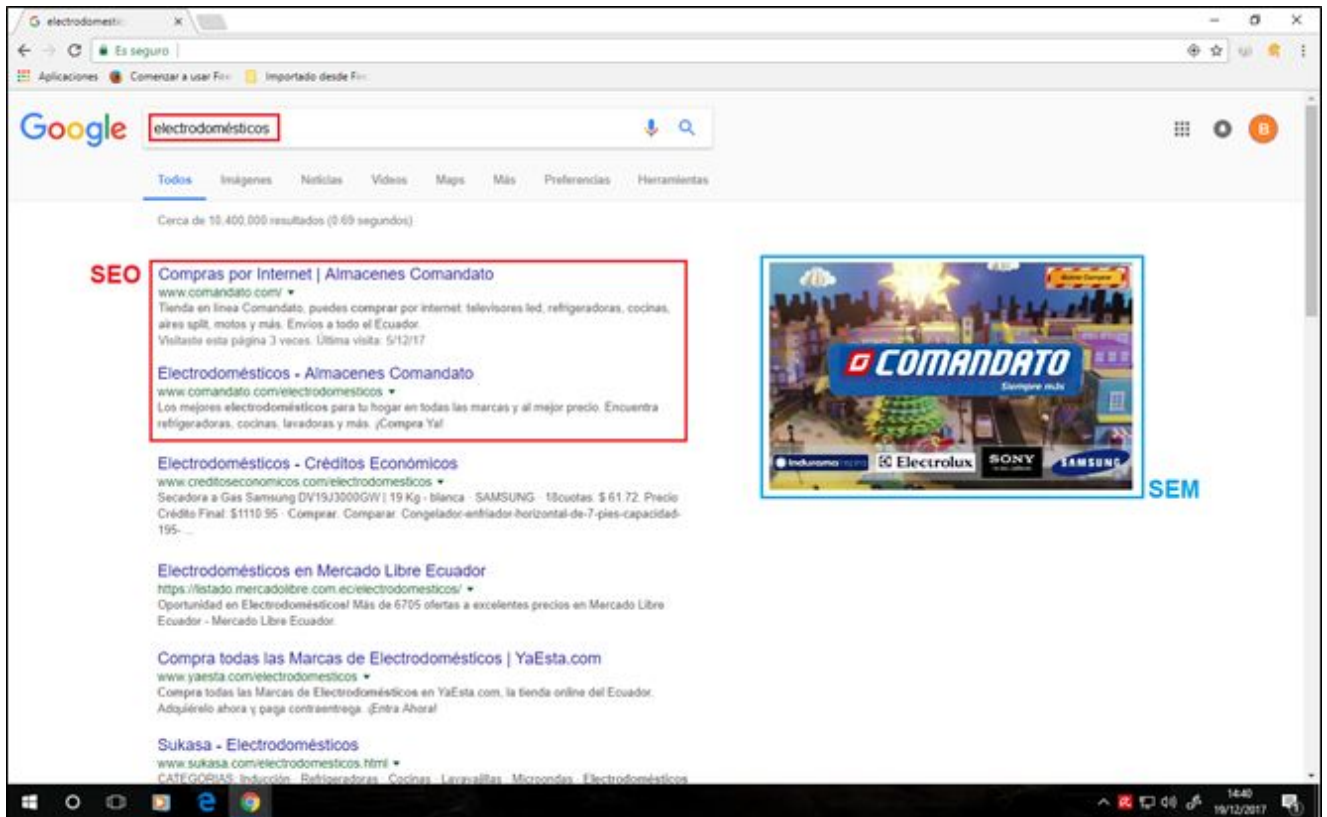 electrodomestic
Es seguro
Aplicaciones
Comenzar a usar Fire
Importado desde Fire
Google
electrodomésticos
B
Todos Imágenes Noticias Videos Maps Más Preferencias Herramientas
Cerca de 10.400.000 resultados (0.69 segundos)
SEO
Compras por Internet | Almacenes Comandato
www.comandato.com/
Tienda en línea Comandato, puedes comprar por internet, televisores led, refrigeradoras, cocinas,
aires split, motos y más. Envíos a todo el Ecuador.
Visitaste esta página 3 veces. Última visita: 5/12/17
Electrodomésticos - Almacenes Comandato
www.comandato.com/electrodomesticos
Los mejores electrodomésticos para tu hogar en todas las marcas y al mejor precio. Encuentra
refrigeradoras, cocinas, lavadoras y más. ¡Compra Ya!
COMANDATO
Siempre más
indurama
Electrolux
SONY
SAMSUNG
SEM
Electrodomésticos - Créditos Económicos
www.creditoseconomicos.com/electrodomesticos
Secadora a Gas Samsung DV19J3000GW | 19 Kg - blanca · SAMSUNG · 18cuotas. $ 61.72. Precio
Crédito Final: $1110.95 · Comprar. Comparar. Congelador-enfriador-horizontal-de-7-pies-capacidad-
195- ...
Electrodomésticos en Mercado Libre Ecuador
https://listado.mercadolibre.com.ec/electrodomesticos/
Oportunidad en Electrodomésticos! Más de 6705 ofertas a excelentes precios en Mercado Libre
Ecuador - Mercado Libre Ecuador.
Compra todas las Marcas de Electrodomésticos | YaEsta.com
www.yaesta.com/electrodomesticos
Compra todas las Marcas de Electrodomésticos en YaEsta.com, la tienda online del Ecuador.
Adquiérelo ahora y paga contraentrega. ¡Entra Ahora!
Sukasa - Electrodomésticos
www.sukasa.com/electrodomesticos.html
CATEGORIAS: Inducción · Refrigeradoras · Cocinas · Lavavajillas · Microondas · Electrodomésticos
14:40
19/12/2017